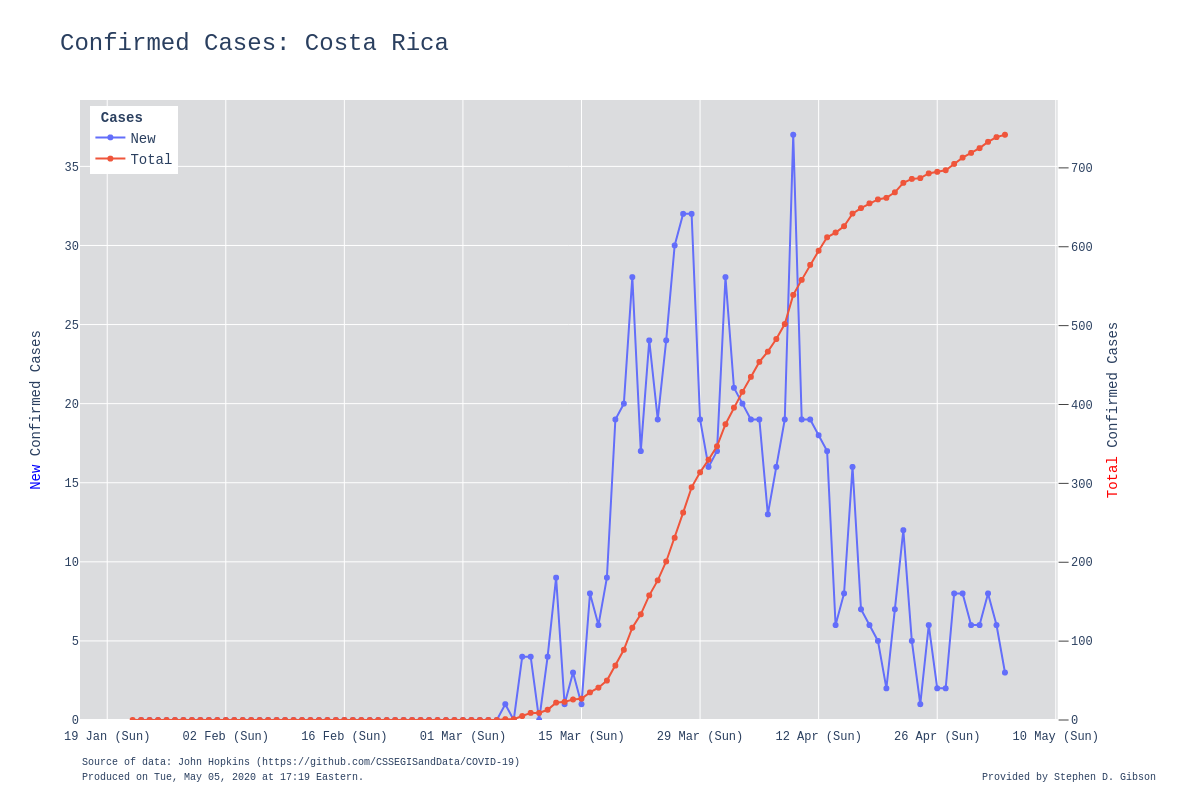 Confirmed Cases: Costa Rica
Cases
New
Total
35
30
25
20
15
10
5
0
New Confirmed Cases
700
600
500
400
300
200
100
0
Total Confirmed Cases
19 Jan (Sun) 02 Feb (Sun) 16 Feb (Sun) 01 Mar (Sun) 15 Mar (Sun) 29 Mar (Sun) 12 Apr (Sun) 26 Apr (Sun) 10 May (Sun)
Source of data: John Hopkins (https://github.com/CSSEGISandData/COVID-19)
Produced on Tue, May 05, 2020 at 17:19 Eastern.
Provided by Stephen D. Gibson